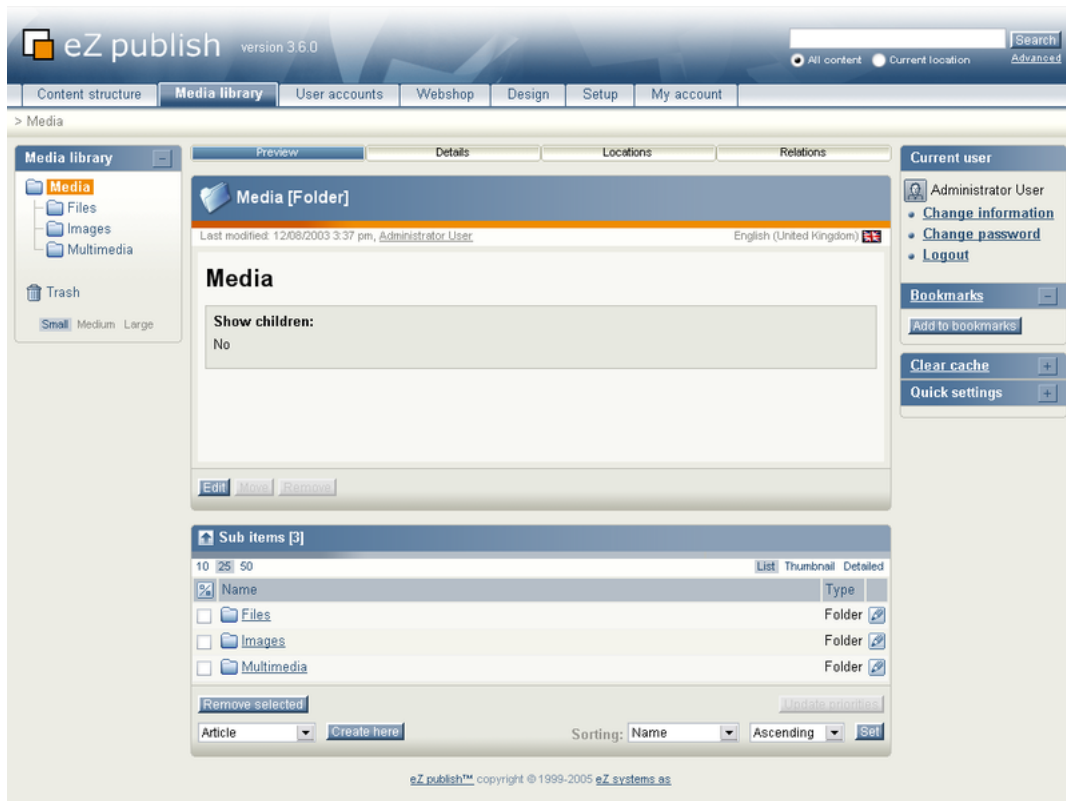 eZ publish version 3.6.0
Search
All content Current location Advanced
Content structure Media library User accounts Webshop Design Setup My account
> Media
Media library
Media
Files
Images
Multimedia
Trash
Small Medium Large
Preview Details Locations Relations
Media [Folder]
Last modified: 12/08/2003 3:37 pm, Administrator User English (United Kingdom)
Media
Show children:
No
Edit Move Remove
Sub items [3]
10 25 50 List Thumbnail Detailed
Name Type
Files Folder
Images Folder
Multimedia Folder
Remove selected Update priorities
Article Create here Sorting: Name Ascending Set
Current user
Administrator User
Change information
Change password
Logout
Bookmarks
Add to bookmarks
Clear cache
Quick settings
eZ publish™ copyright © 1999-2005 eZ systems as